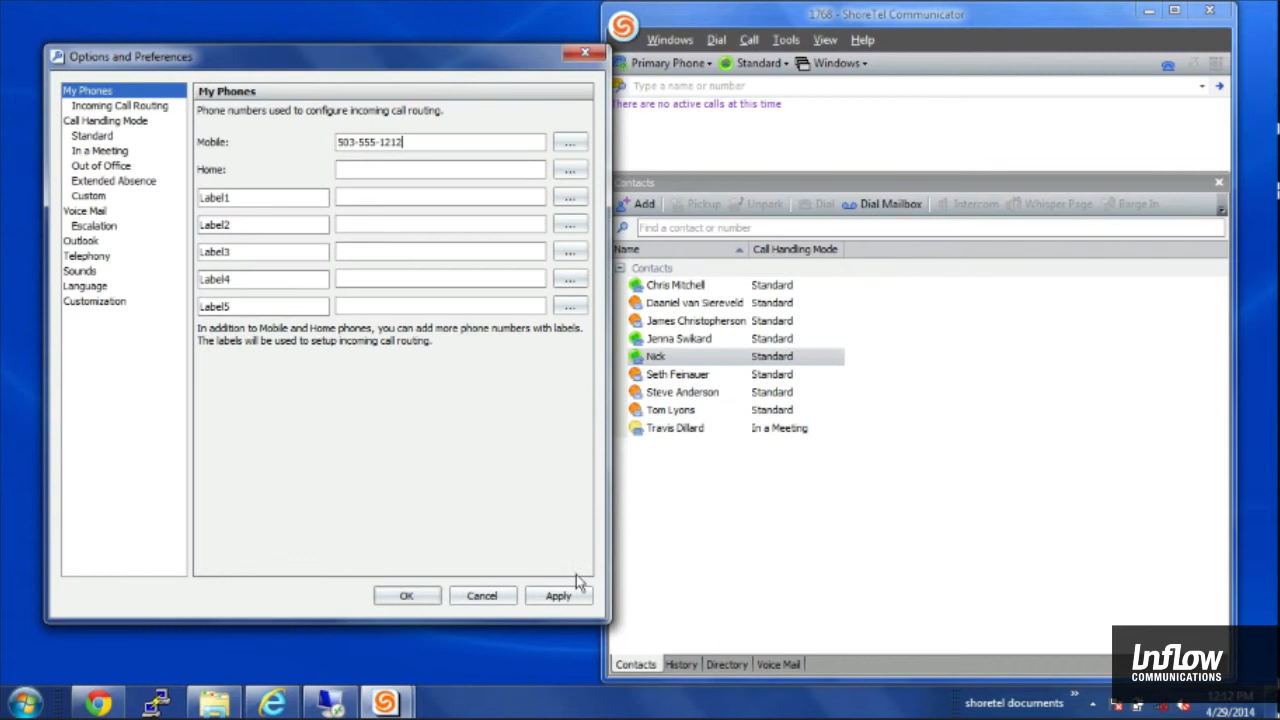 1768 - ShoreTel Communicator
Windows Dial Call Tools View Help
Primary Phone Standard Windows
Type a name or number
There are no active calls at this time
Contacts
Add Pickup Unpark Dial Dial Mailbox Intercom Whisper Page Barge In
Find a contact or number
Name Call Handling Mode
Contacts
Chris Mitchell Standard
Daaniel van Siereveld Standard
James Christopherson Standard
Jenna Swikard Standard
Nick Standard
Seth Feinauer Standard
Steve Anderson Standard
Tom Lyons Standard
Travis Dillard In a Meeting
Contacts History Directory Voice Mail
Options and Preferences
My Phones
Incoming Call Routing
Call Handling Mode
Standard
In a Meeting
Out of Office
Extended Absence
Custom
Voice Mail
Escalation
Outlook
Telephony
Sounds
Language
Customization
My Phones
Phone numbers used to configure incoming call routing.
Mobile: 503-555-1212 ...
Home: ...
Label1 ...
Label2 ...
Label3 ...
Label4 ...
Label5 ...
In addition to Mobile and Home phones, you can add more phone numbers with labels.
The labels will be used to setup incoming call routing.
OK Cancel Apply
Inflow
COMMUNICATIONS
shoretel documents
12:12 PM
4/29/2014